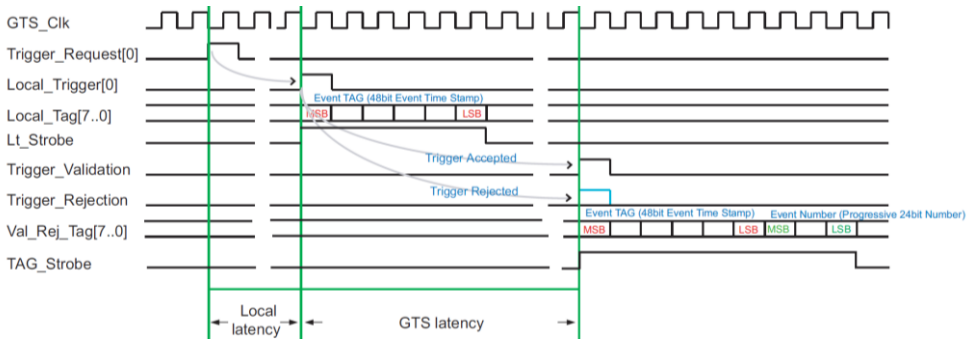 GTS_Clk
Trigger_Request[0]
Local_Trigger[0]
Event TAG (48bit Event Time Stamp)
Local_Tag[7..0]
MSB
LSB
Lt_Strobe
Trigger Accepted
Trigger_Validation
Trigger Rejected
Trigger_Rejection
Event TAG (48bit Event Time Stamp)
Event Number (Progressive 24bit Number)
Val_Rej_Tag[7..0]
MSB
LSB
MSB
LSB
TAG_Strobe
Local
latency
GTS latency